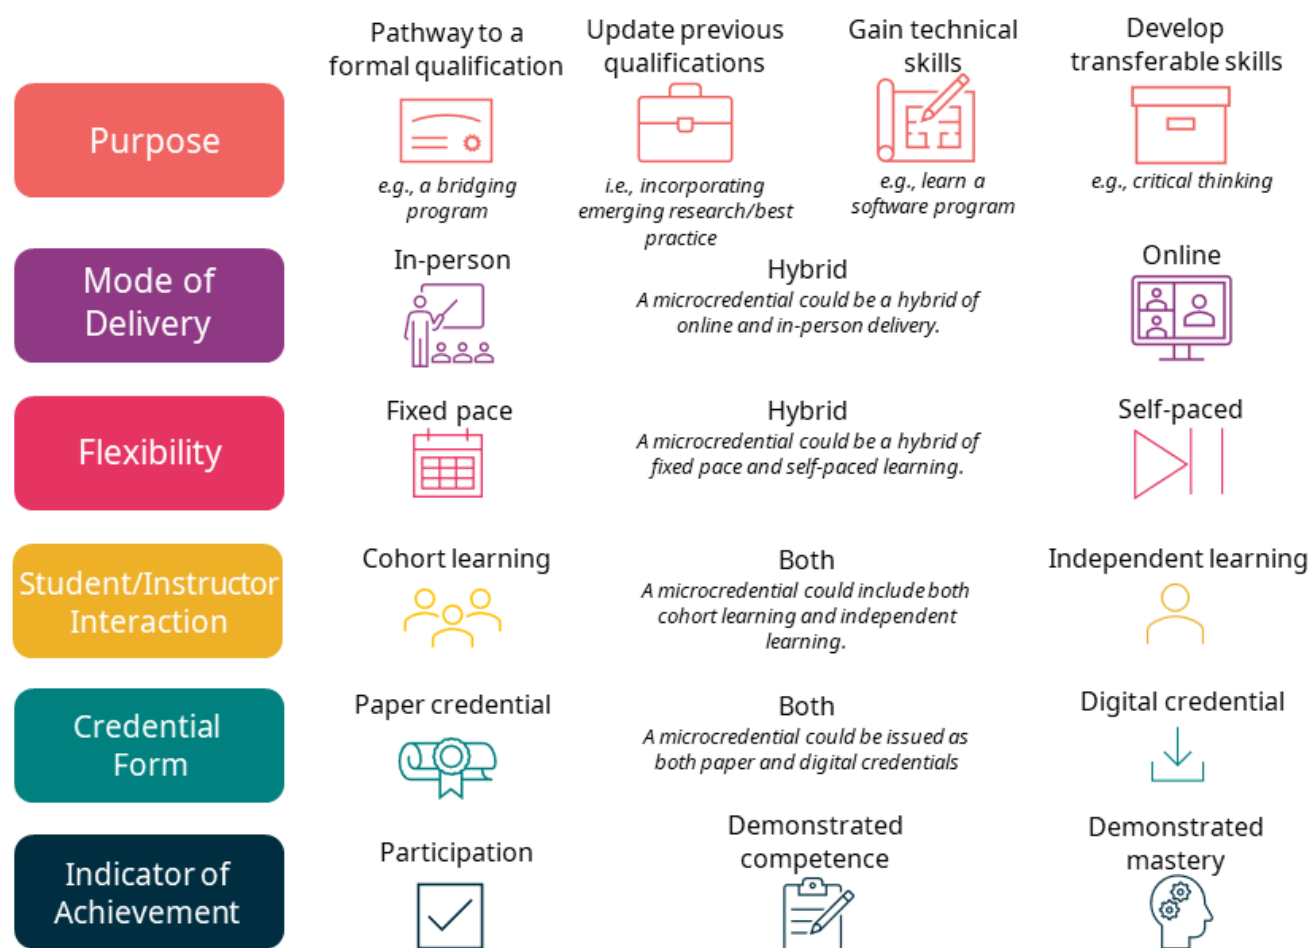 Purpose
Pathway to a
formal qualification
e.g., a bridging
program
Update previous
qualifications
i.e., incorporating
emerging research/best
practice
Gain technical
skills
e.g., learn a
software program
Develop
transferable skills
e.g., critical thinking
Mode of
Delivery
In-person
Hybrid
A microcredential could be a hybrid of
online and in-person delivery.
Online
Flexibility
Fixed pace
Hybrid
A microcredential could be a hybrid of
fixed pace and self-paced learning.
Self-paced
Student/Instructor
Interaction
Cohort learning
Both
A microcredential could include both
cohort learning and independent
learning.
Independent learning
Credential
Form
Paper credential
Both
A microcredential could be issued as
both paper and digital credentials
Digital credential
Indicator of
Achievement
Participation
Demonstrated
competence
Demonstrated
mastery